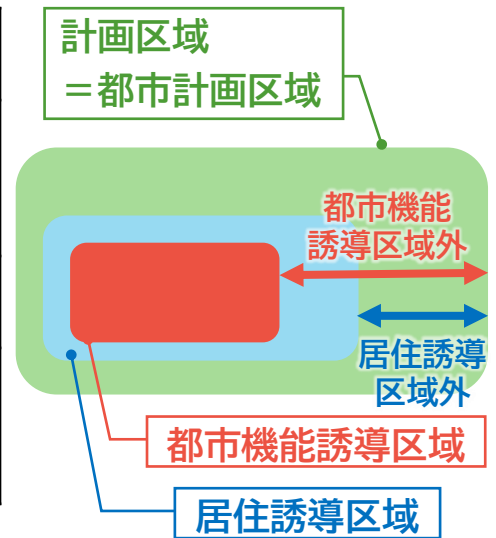 計画区域
＝都市計画区域
都市機能
誘導区域外
居住誘導
区域外
都市機能誘導区域
居住誘導区域